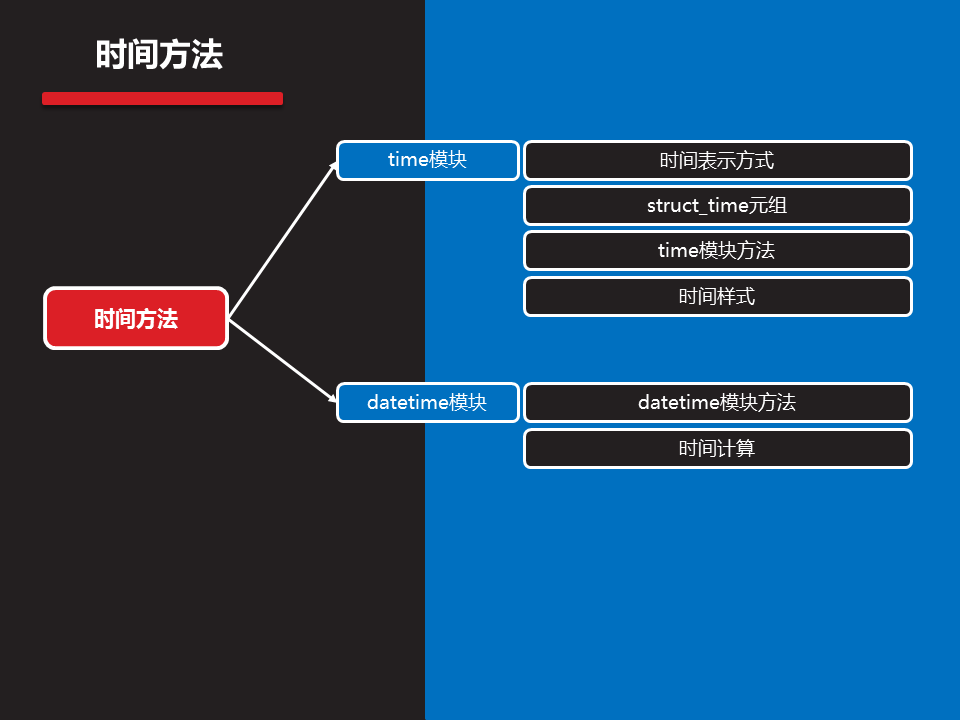 时间方法
time模块
时间表示方式
struct_time元组
time模块方法
时间样式
时间方法
datetime模块
datetime模块方法
时间计算